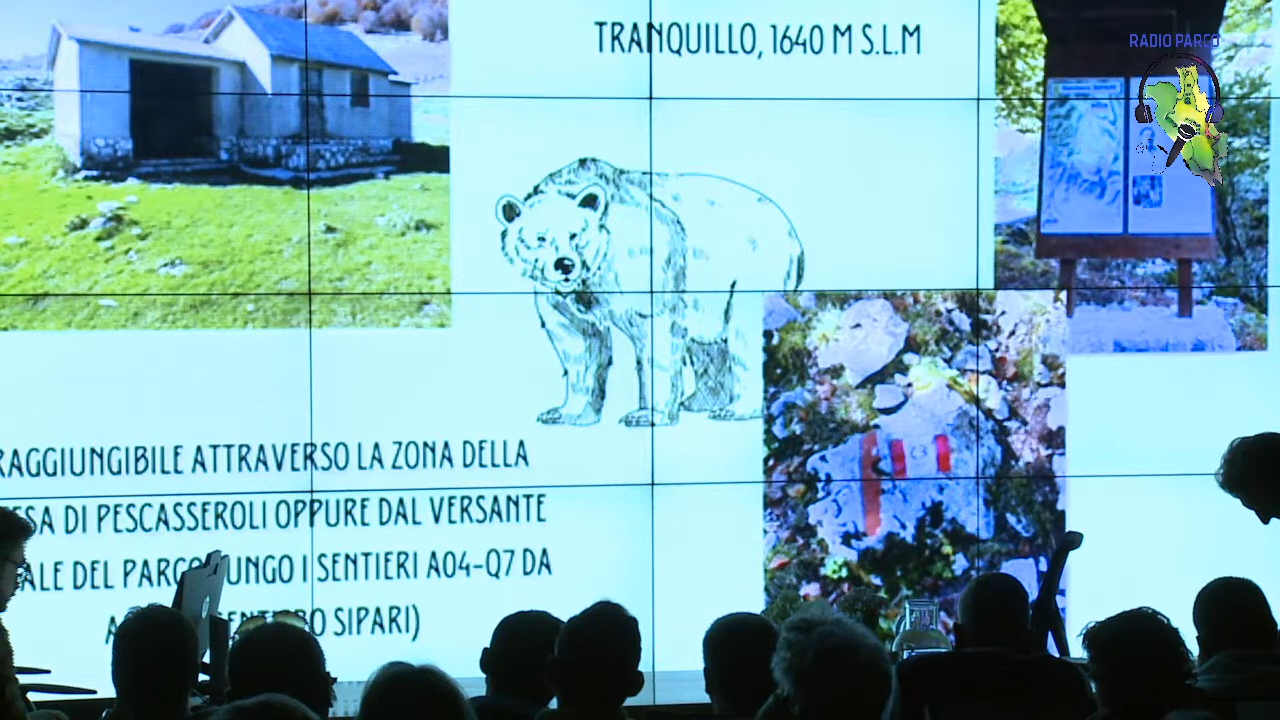 TRANQUILLO, 1640 M S.L.M
RADIO PARCO
C3
RAGGIUNGIBILE ATTRAVERSO LA ZONA DELLA
DI PESCASSEROLI OPPURE DAL VERSANTE
DEL PARCO I SENTIERI A04-Q7 DA
SIPARI)